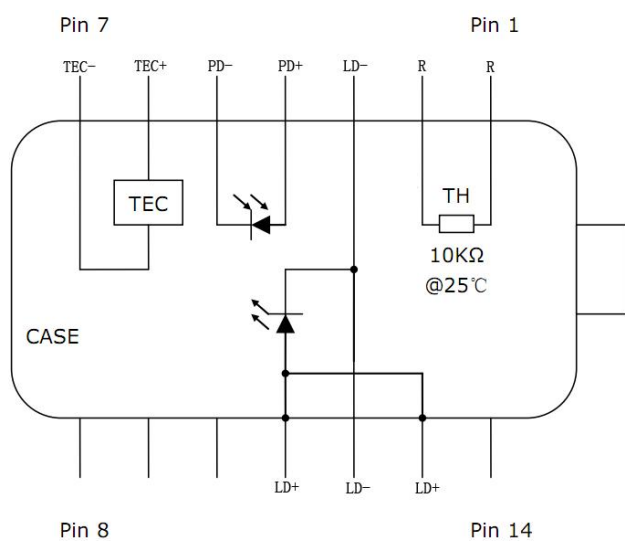 Pin 7 Pin 1
TEC- TEC+ PD- PD+ LD- R R
TEC
TH
10KΩ
@25℃
CASE
LD+ LD- LD+
Pin 8 Pin 14